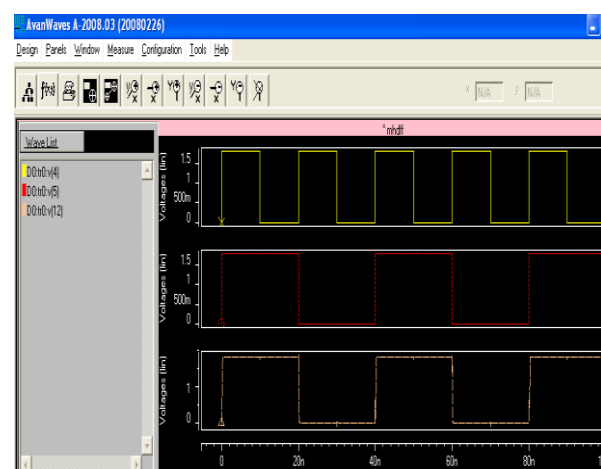 AvanWaves A-2008.03 (20080226)
Design Panels Window Measure Configuration Tools Help
x N/A y N/A
* mhdff
Wave List
D0:tr0:v(4)
D0:tr0:v(5)
D0:tr0:v(12)
Voltages (lin)
1.5
1
500m
0
Voltages (lin)
1.5
1
500m
0
Voltages (lin)
1
0
0 20n 40n 60n 80n 1